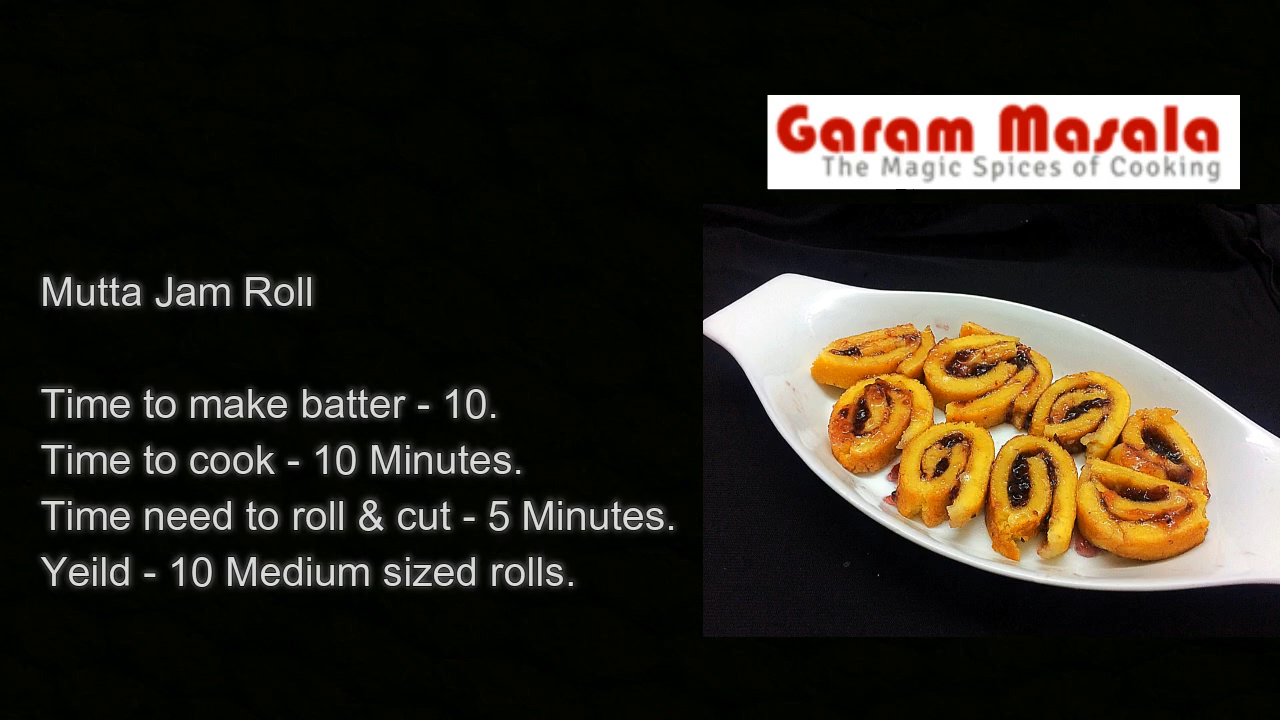 Garam Masala
The Magic Spices of Cooking
Mutta Jam Roll
Time to make batter - 10.
Time to cook - 10 Minutes.
Time need to roll & cut - 5 Minutes.
Yeild - 10 Medium sized rolls.